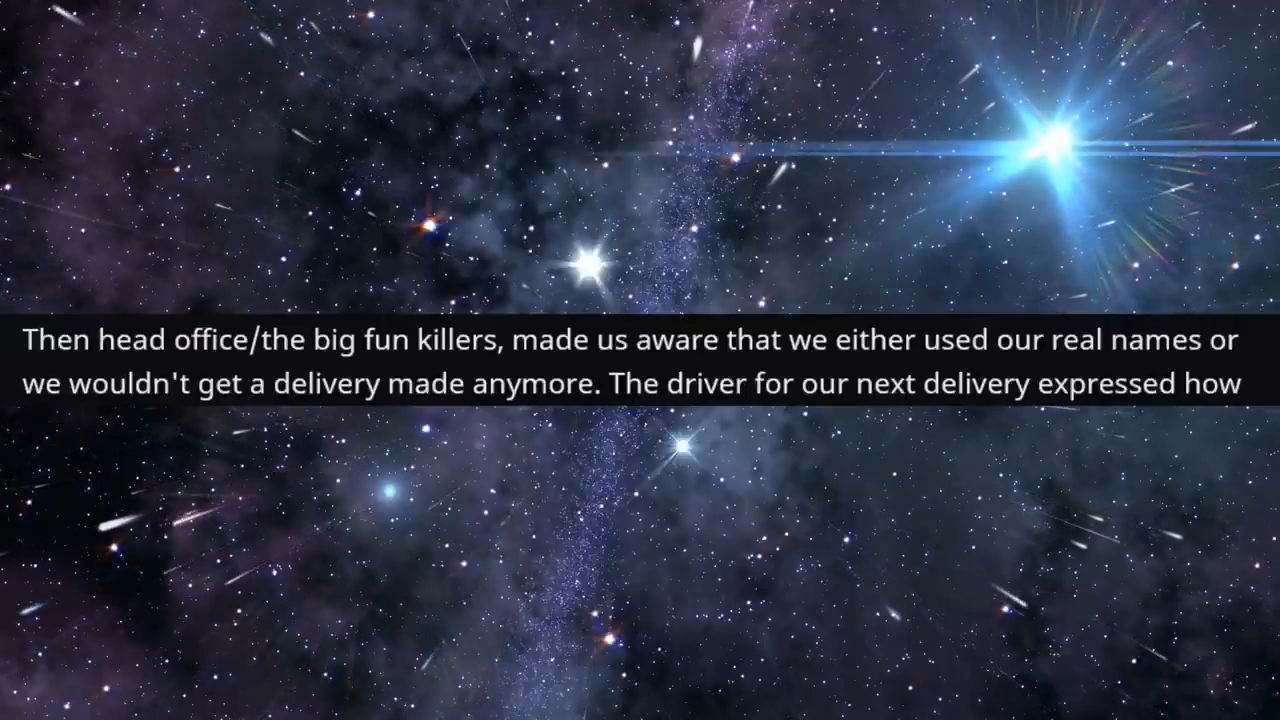 Then head office/the big fun killers, made us aware that we either used our real names or
we wouldn't get a delivery made anymore. The driver for our next delivery expressed how